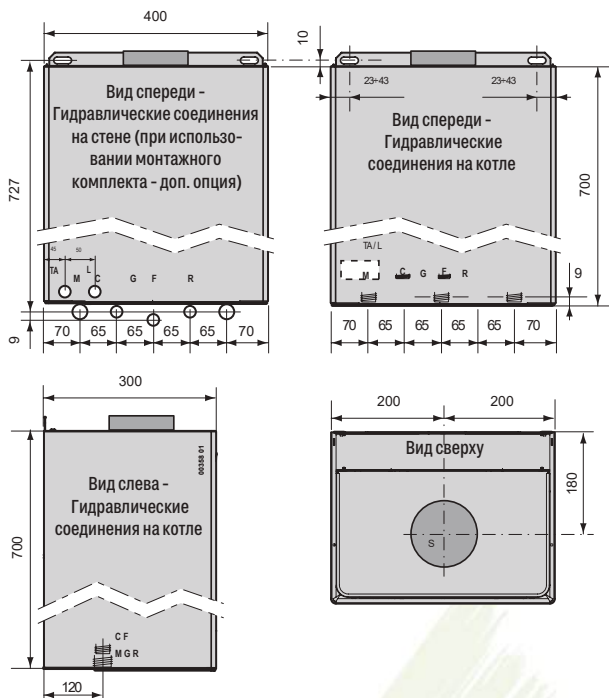 400
10
727
Вид спереди -
Гидравлические соединения
на стене (при использо-
вании монтажного
комплекта - доп. опция)
45 50
TA L
M C G F R
9
70 65 65 65 65 70
23÷43 23÷43
Вид спереди -
Гидравлические
соединения на котле
700
TA/L
M C G F R
9
70 65 65 65 65 70
300
00358 01
Вид слева -
Гидравлические
соединения на котле
700
C F
M G R
120
200 200
Вид сверху
180
S